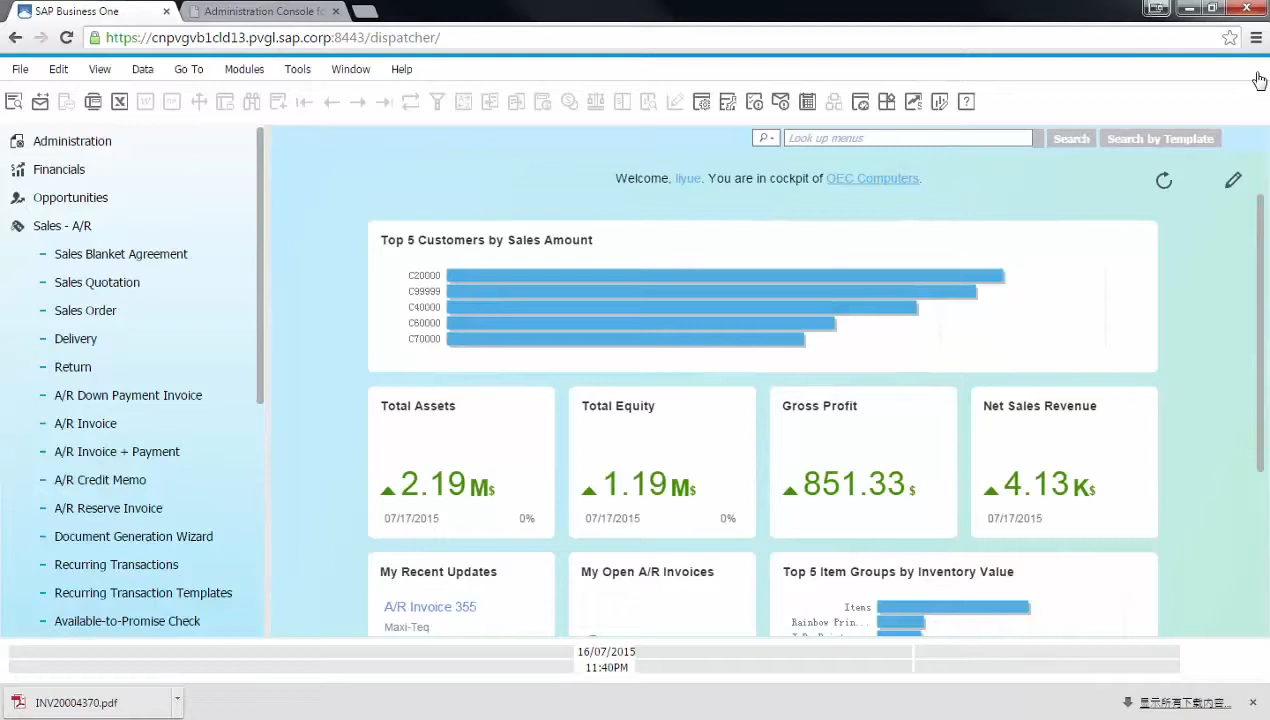 SAP Business One
Administration Console fo
https://cnpvgvb1cld13.pvgl.sap.corp:8443/dispatcher/
File Edit View Data Go To Modules Tools Window Help
Look up menus Search Search by Template
Administration
Financials
Opportunities
Sales - A/R
Sales Blanket Agreement
Sales Quotation
Sales Order
Delivery
Return
A/R Down Payment Invoice
A/R Invoice
A/R Invoice + Payment
A/R Credit Memo
A/R Reserve Invoice
Document Generation Wizard
Recurring Transactions
Recurring Transaction Templates
Available-to-Promise Check
Welcome, liyue. You are in cockpit of OEC Computers.
Top 5 Customers by Sales Amount
C20000
C99999
C40000
C60000
C70000
Total Assets
2.19 M$
07/17/2015 0%
Total Equity
1.19 M$
07/17/2015 0%
Gross Profit
851.33 $
Net Sales Revenue
4.13 K$
07/17/2015
My Recent Updates
A/R Invoice 355
Maxi-Teq
My Open A/R Invoices
Top 5 Item Groups by Inventory Value
Items
Rainbow Prin...
16/07/2015
11:40PM
INV20004370.pdf
显示所有下载内容...